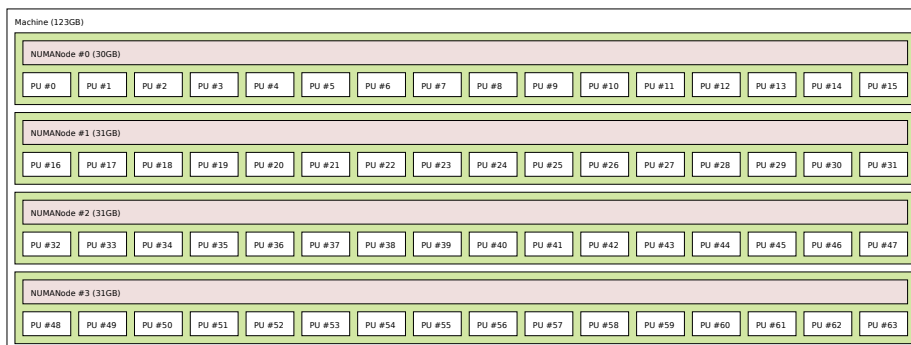 Machine (123GB)
NUMANode #0 (30GB)
PU #0 PU #1 PU #2 PU #3 PU #4 PU #5 PU #6 PU #7 PU #8 PU #9 PU #10 PU #11 PU #12 PU #13 PU #14 PU #15
NUMANode #1 (31GB)
PU #16 PU #17 PU #18 PU #19 PU #20 PU #21 PU #22 PU #23 PU #24 PU #25 PU #26 PU #27 PU #28 PU #29 PU #30 PU #31
NUMANode #2 (31GB)
PU #32 PU #33 PU #34 PU #35 PU #36 PU #37 PU #38 PU #39 PU #40 PU #41 PU #42 PU #43 PU #44 PU #45 PU #46 PU #47
NUMANode #3 (31GB)
PU #48 PU #49 PU #50 PU #51 PU #52 PU #53 PU #54 PU #55 PU #56 PU #57 PU #58 PU #59 PU #60 PU #61 PU #62 PU #63